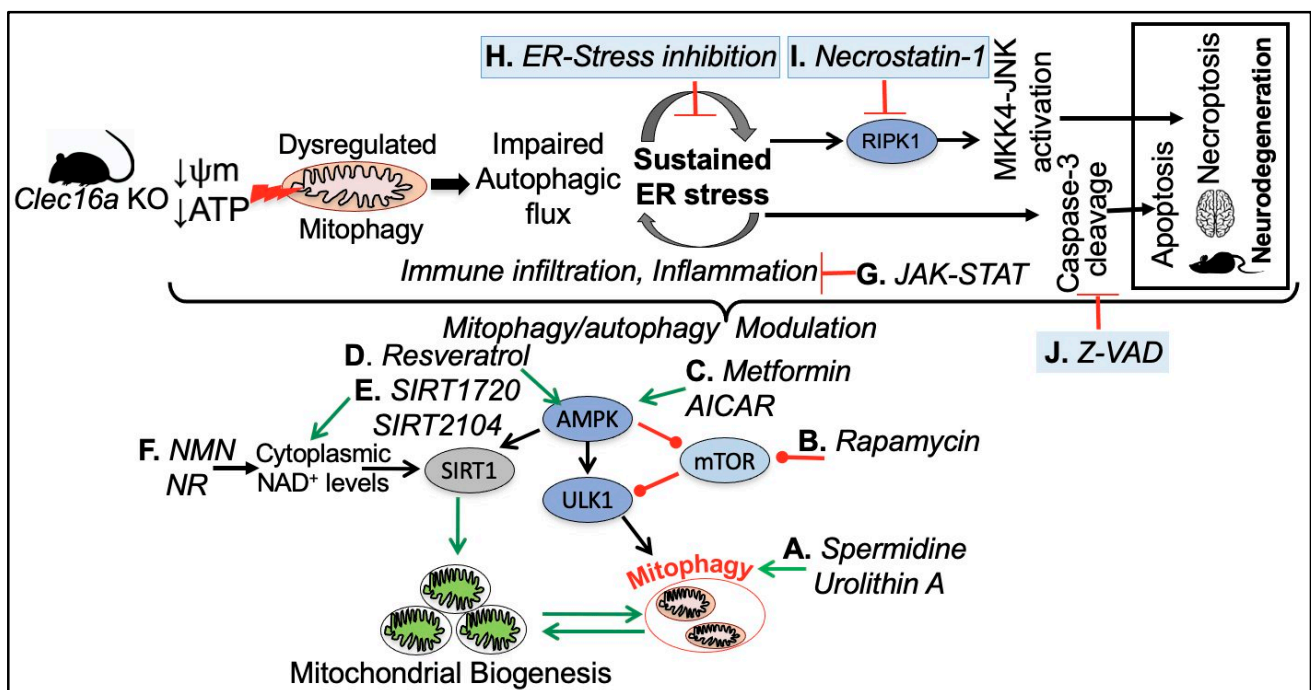 H. ER-Stress inhibition
I. Necrostatin-1
MKK4-JNK
activation
Clec16a KO
↓ψm
↓ATP
Dysregulated
Mitophagy
Impaired
Autophagic
flux
Sustained
ER stress
RIPK1
Caspase-3
cleavage
Apoptosis
Necroptosis
Neurodegeneration
Immune infiltration, Inflammation
G. JAK-STAT
J. Z-VAD
Mitophagy/autophagy Modulation
D. Resveratrol
E. SIRT1720
SIRT2104
C. Metformin
AICAR
AMPK
F. NMN
NR
Cytoplasmic
NAD⁺ levels
SIRT1
mTOR
B. Rapamycin
ULK1
Mitophagy
A. Spermidine
Urolithin A
Mitochondrial Biogenesis